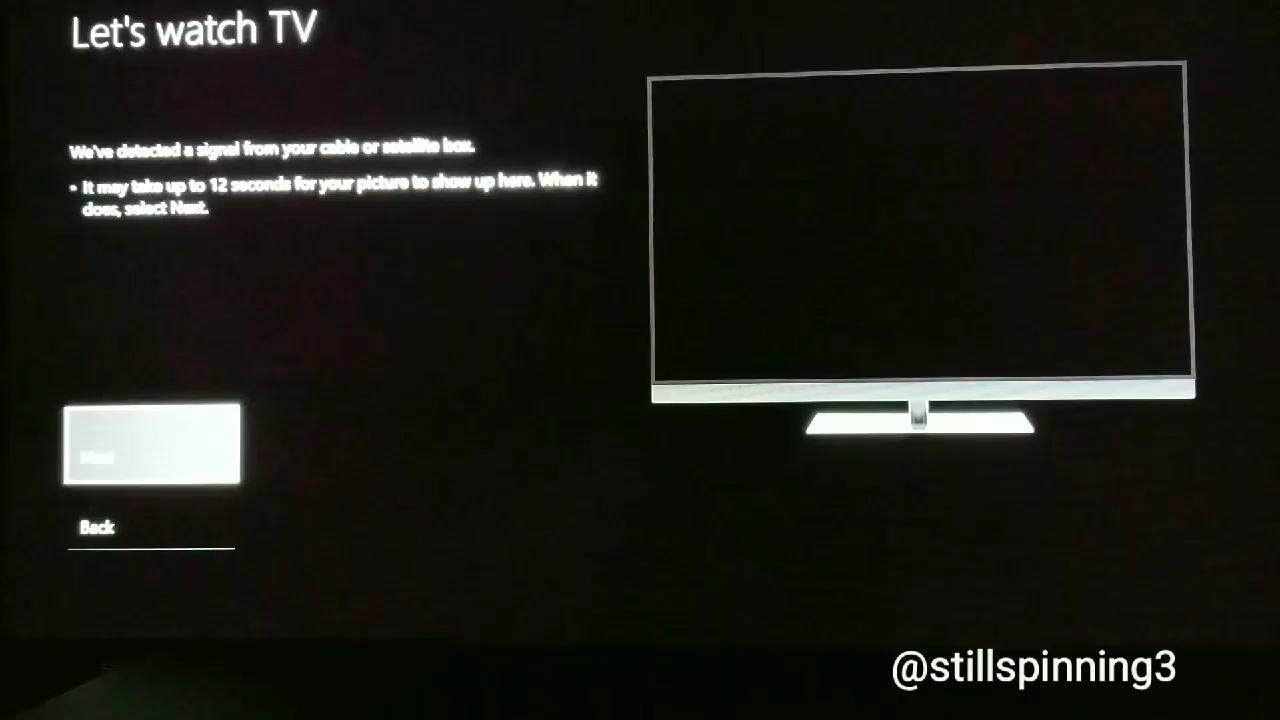 Let's watch TV
We've detected a signal from your cable or satellite box.
• It may take up to 12 seconds for your picture to show up here. When it
does, select Next.
Next
Back
@stillspinning3